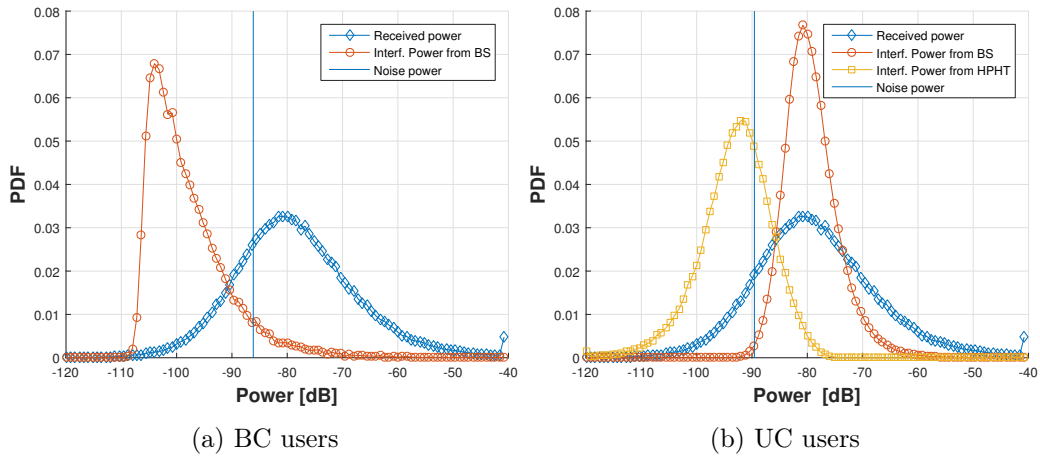 0.08
0.07
0.06
0.05
0.04
0.03
0.02
0.01
0
PDF
-120
-110
-100
-90
-80
-70
-60
-50
-40
Power [dB]
Received power
Interf. Power from BS
Noise power
(a) BC users
0.08
0.07
0.06
0.05
0.04
0.03
0.02
0.01
0
PDF
-120
-110
-100
-90
-80
-70
-60
-50
-40
Power [dB]
Received power
Interf. Power from BS
Interf. Power from HPHT
Noise power
(b) UC users